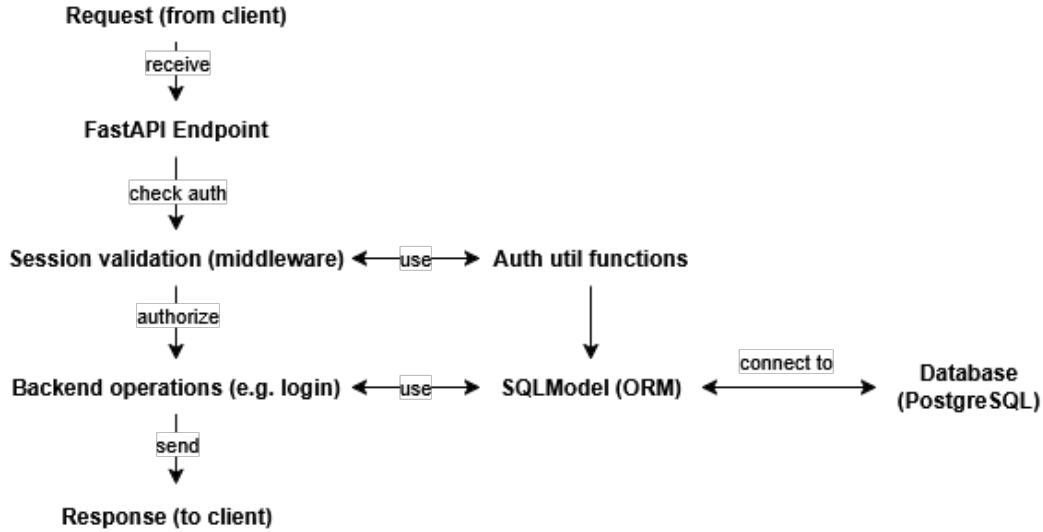 Request (from client)
receive
FastAPI Endpoint
check auth
Session validation (middleware)
use
Auth util functions
authorize
connect to
Backend operations (e.g. login)
use
SQLModel (ORM)
Database
(PostgreSQL)
send
Response (to client)